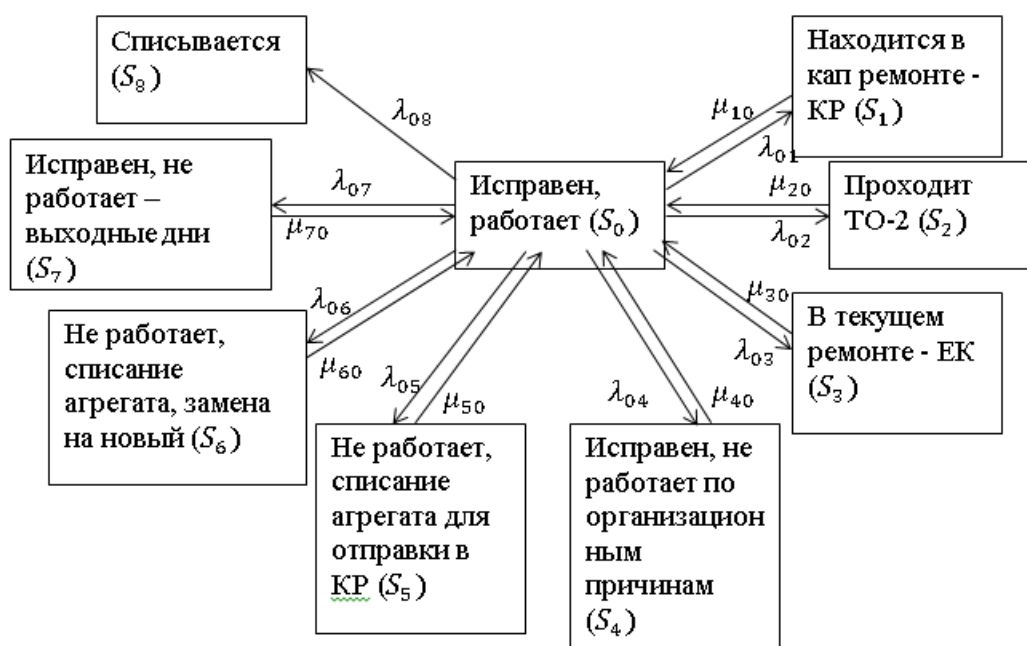 Списывается
(S₈)
Находится в
кап ремонте -
КР (S₁)
λ₀₈
μ₁₀
λ₀₁
Исправен, не
работает –
выходные дни
(S₇)
λ₀₇
μ₇₀
Исправен,
работает (S₀)
μ₂₀
λ₀₂
Проходит
ТО-2 (S₂)
Не работает,
списание
агрегата, замена
на новый (S₆)
λ₀₆
μ₆₀
λ₀₅
μ₅₀
λ₀₄
μ₄₀
μ₃₀
λ₀₃
В текущем
ремонте - ЕК
(S₃)
Не работает,
списание
агрегата для
отправки в
КР (S₅)
Исправен, не
работает по
организацион
ным
причинам
(S₄)